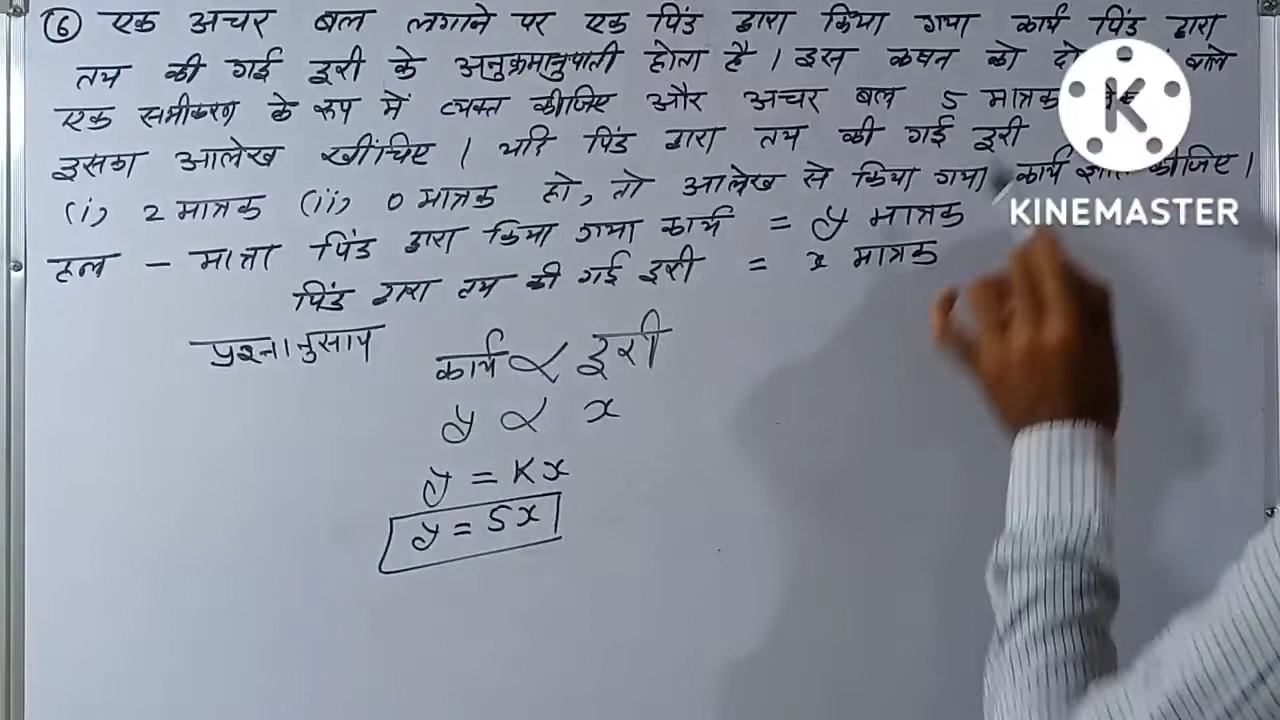 ⑥ एक अचर बल लगाने पर एक पिंड द्वारा किया गया कार्य पिंड द्वारा
तय की गई दूरी के अनुक्रमानुपाती होता है । इस कथन को दो वाले
एक समीकरण के रूप में व्यक्त कीजिए और अचर बल 5 मात्रक
इसका आलेख खींचिए । यदि पिंड द्वारा तय की गई दूरी
(i) 2 मात्रक (ii) 0 मात्रक हो, तो आलेख से किया गया कार्य ज्ञात कीजिए ।
हल – माना पिंड द्वारा किया गया कार्य = y मात्रक
पिंड द्वारा तय की गई दूरी = x मात्रक
प्रश्नानुसार
कार्य ∝ दूरी
y ∝ x
y = Kx
y = 5x
K
KINEMASTER